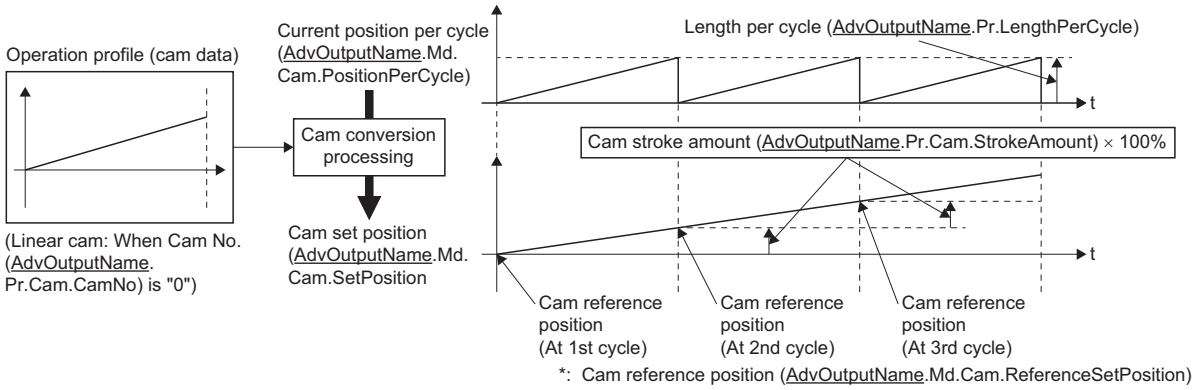 Operation profile (cam data)
(Linear cam: When Cam No.
(AdvOutputName.
Pr.Cam.CamNo) is "0")
Current position per cycle
(AdvOutputName.Md.
Cam.PositionPerCycle)
Cam conversion
processing
Cam set position
(AdvOutputName.Md.
Cam.SetPosition
Length per cycle (AdvOutputName.Pr.LengthPerCycle)
t
Cam stroke amount (AdvOutputName.Pr.Cam.StrokeAmount) × 100%
t
Cam reference
position
(At 1st cycle)
Cam reference
position
(At 2nd cycle)
Cam reference
position
(At 3rd cycle)
*: Cam reference position (AdvOutputName.Md.Cam.ReferenceSetPosition)